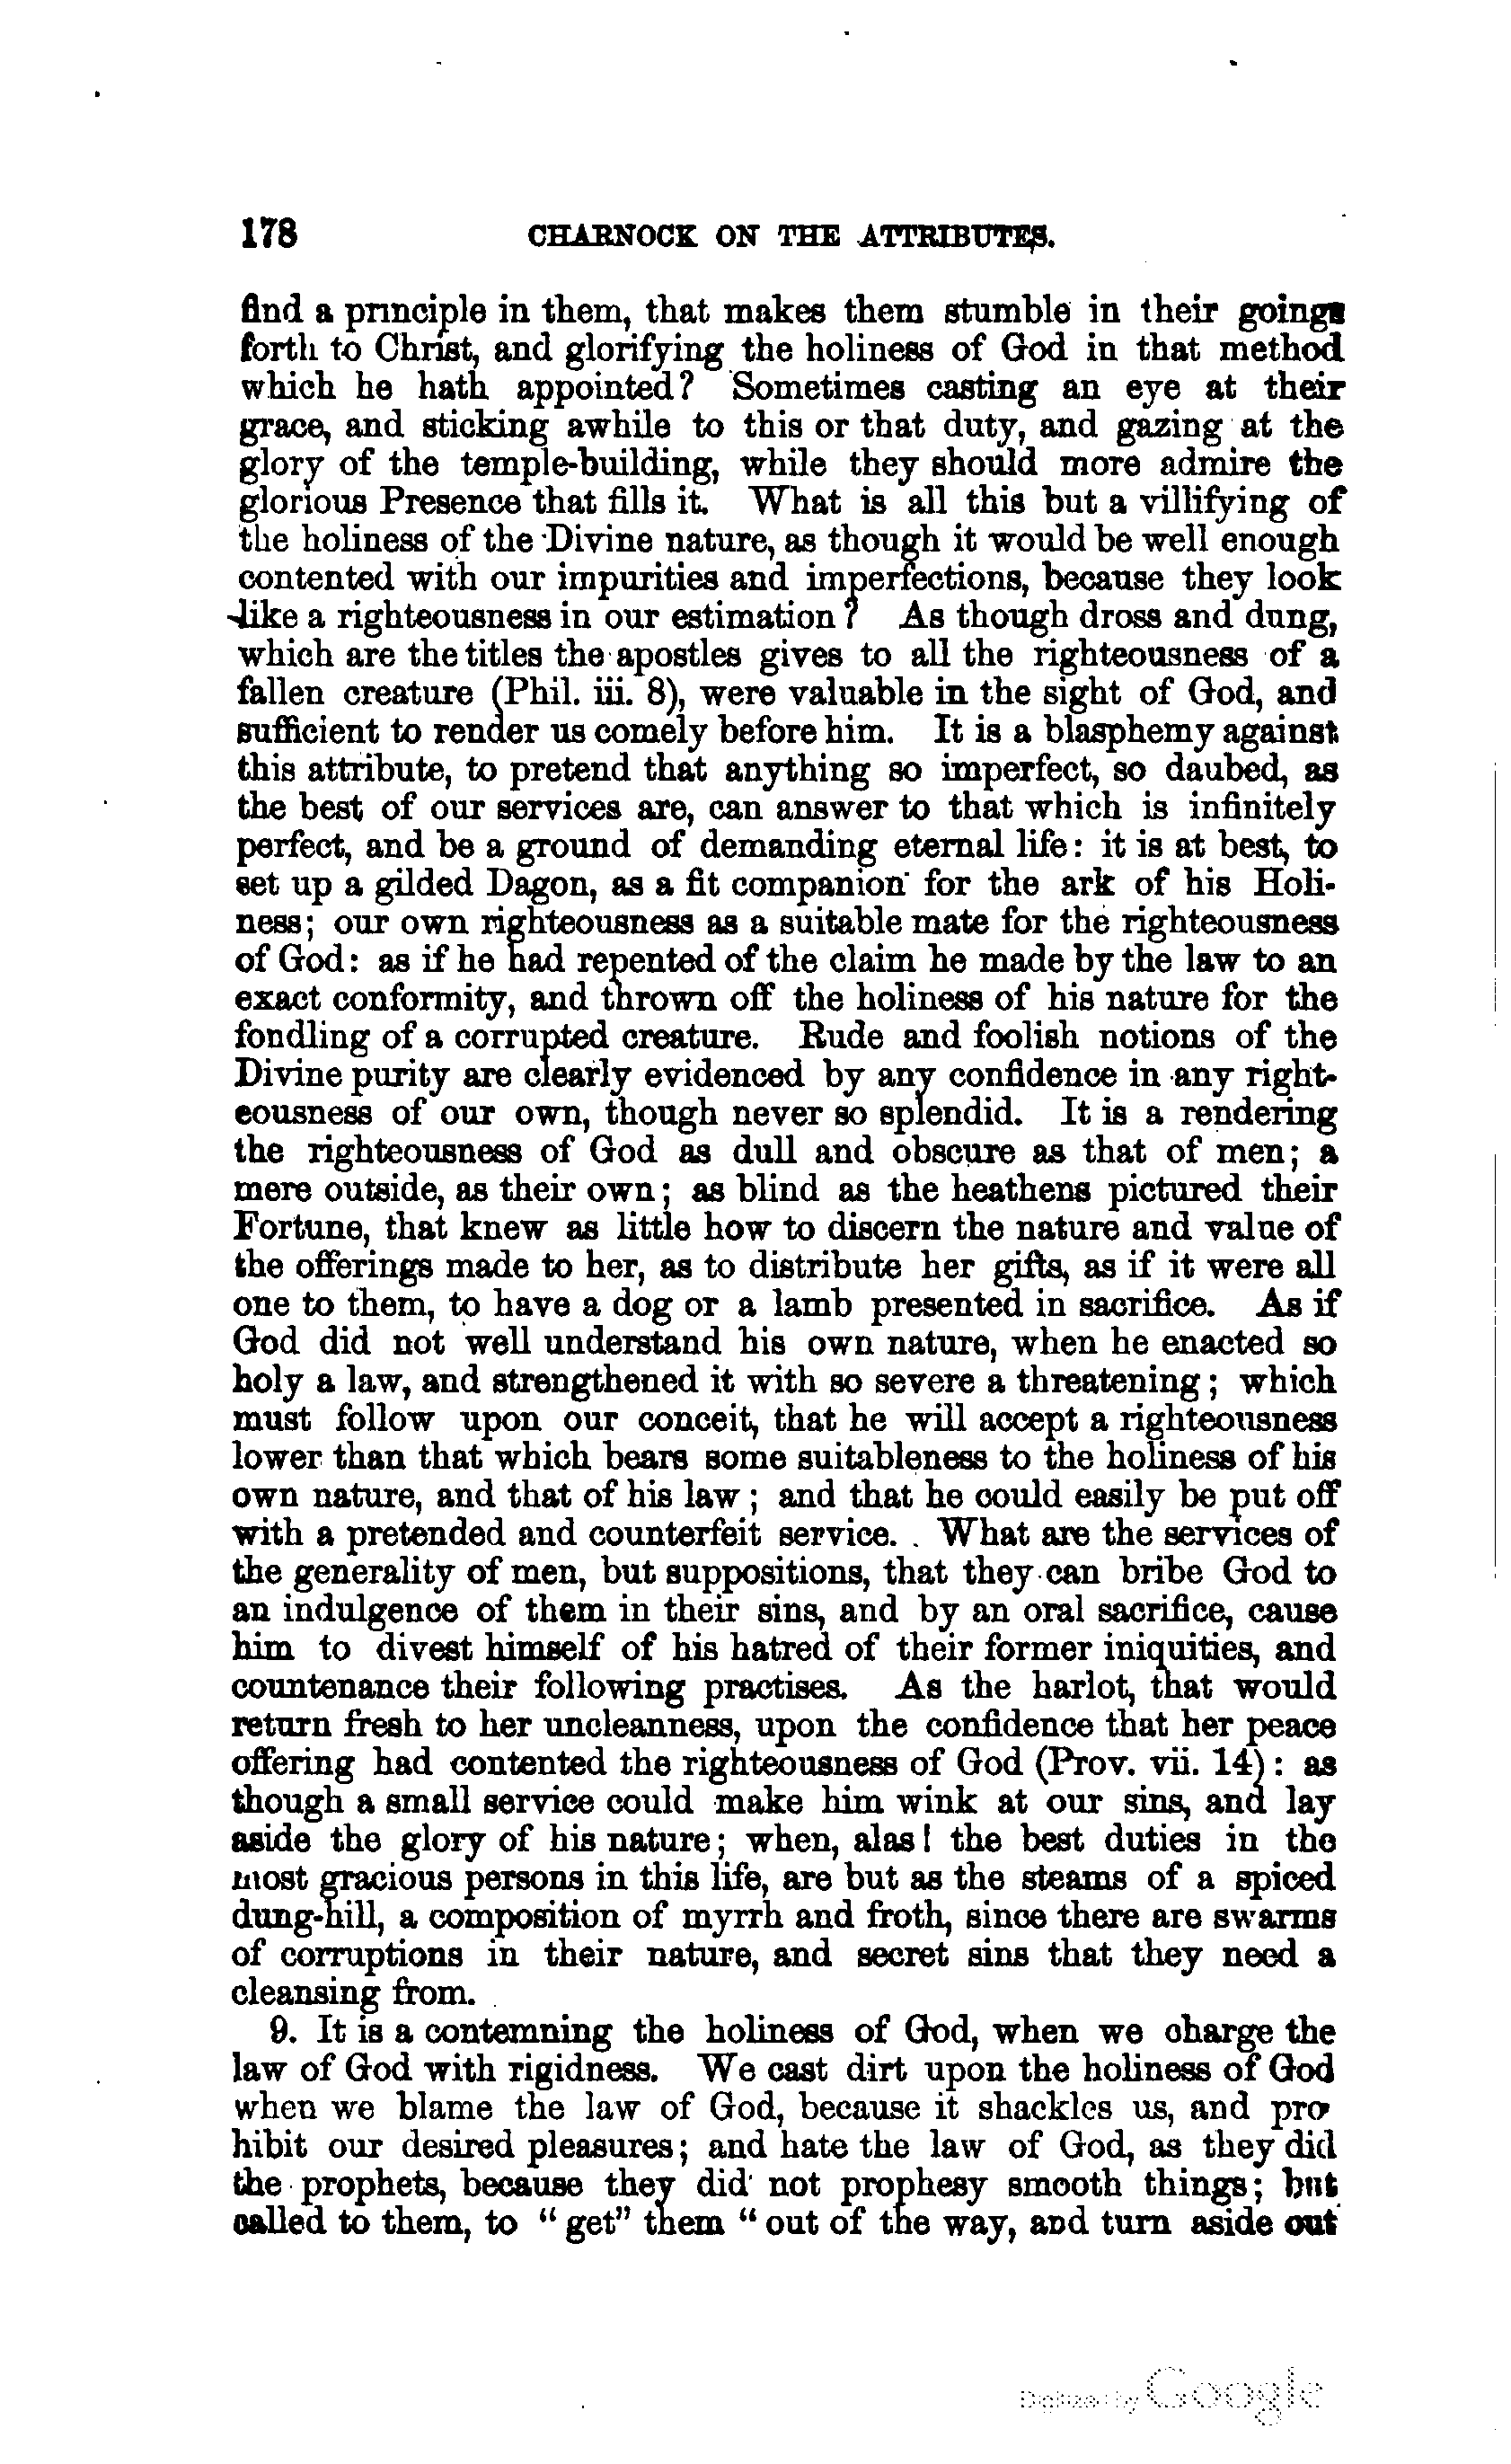 178 CHARNOCK ON THE ATTRIBUTES.
find a principle in them, that makes them stumble in their goings
forth to Christ, and glorifying the holiness of God in that method
which he hath appointed? Sometimes casting an eye at their
grace, and sticking awhile to this or that duty, and gazing at the
glory of the temple-building, while they should more admire the
glorious Presence that fills it. What is all this but a villifying of
the holiness of the Divine nature, as though it would be well enough
contented with our impurities and imperfections, because they look
like a righteousness in our estimation? As though dross and dung,
which are the titles the apostles gives to all the righteousness of a
fallen creature (Phil. iii. 8), were valuable in the sight of God, and
sufficient to render us comely before him. It is a blasphemy against
this attribute, to pretend that anything so imperfect, so daubed, as
the best of our services are, can answer to that which is infinitely
perfect, and be a ground of demanding eternal life: it is at best, to
set up a gilded Dagon, as a fit companion for the ark of his Holi-
ness; our own righteousness as a suitable mate for the righteousness
of God: as if he had repented of the claim he made by the law to an
exact conformity, and thrown off the holiness of his nature for the
fondling of a corrupted creature. Rude and foolish notions of the
Divine purity are clearly evidenced by any confidence in any right-
eousness of our own, though never so splendid. It is a rendering
the righteousness of God as dull and obscure as that of men; a
mere outside, as their own; as blind as the heathens pictured their
Fortune, that knew as little how to discern the nature and value of
the offerings made to her, as to distribute her gifts, as if it were all
one to them, to have a dog or a lamb presented in sacrifice. As if
God did not well understand his own nature, when he enacted so
holy a law, and strengthened it with so severe a threatening; which
must follow upon our conceit, that he will accept a righteousness
lower than that which bears some suitableness to the holiness of his
own nature, and that of his law; and that he could easily be put off
with a pretended and counterfeit service. What are the services of
the generality of men, but suppositions, that they can bribe God to
an indulgence of them in their sins, and by an oral sacrifice, cause
him to divest himself of his hatred of their former iniquities, and
countenance their following practises. As the harlot, that would
return fresh to her uncleanness, upon the confidence that her peace
offering had contented the righteousness of God (Prov. vii. 14): as
though a small service could make him wink at our sins, and lay
aside the glory of his nature; when, alas! the best duties in the
most gracious persons in this life, are but as the steams of a spiced
dung-hill, a composition of myrrh and froth, since there are swarms
of corruptions in their nature, and secret sins that they need a
cleansing from.
9. It is a contemning the holiness of God, when we charge the
law of God with rigidness. We cast dirt upon the holiness of God
when we blame the law of God, because it shackles us, and pro
hibit our desired pleasures; and hate the law of God, as they did
the prophets, because they did not prophesy smooth things; but
called to them, to "get" them "out of the way, and turn aside out
Digitized by Google